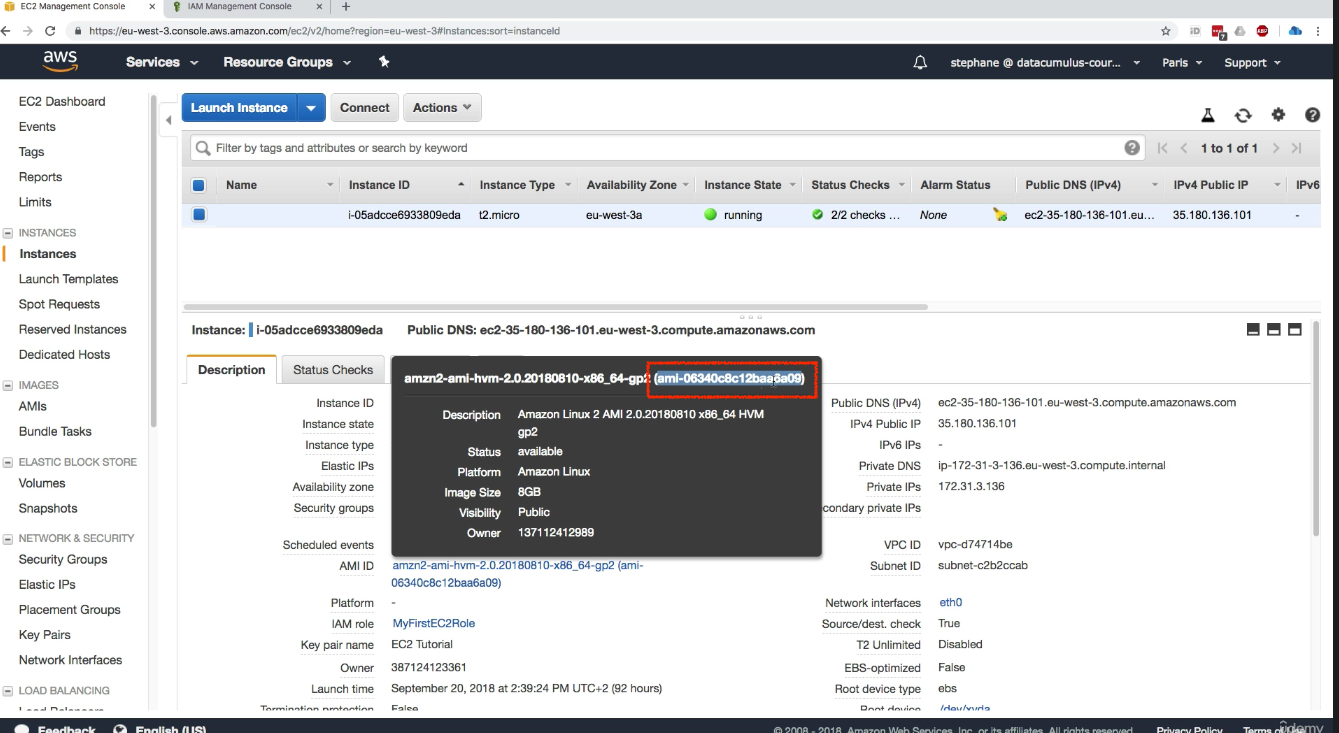 EC2 Management Console
IAM Management Console
https://eu-west-3.console.aws.amazon.com/ec2/v2/home?region=eu-west-3#Instances:sort=instanceId
iD
7
ABP
aws
Services
Resource Groups
stephane @ datacumulus-cour...
Paris
Support
EC2 Dashboard
Events
Tags
Reports
Limits
INSTANCES
Instances
Launch Templates
Spot Requests
Reserved Instances
Dedicated Hosts
IMAGES
AMIs
Bundle Tasks
ELASTIC BLOCK STORE
Volumes
Snapshots
NETWORK & SECURITY
Security Groups
Elastic IPs
Placement Groups
Key Pairs
Network Interfaces
LOAD BALANCING
Load Balancers
Launch Instance
Connect
Actions
Filter by tags and attributes or search by keyword
1 to 1 of 1
Name Instance ID Instance Type Availability Zone Instance State Status Checks Alarm Status Public DNS (IPv4) IPv4 Public IP IPv6
i-05adcce6933809eda t2.micro eu-west-3a running 2/2 checks ... None ec2-35-180-136-101.eu... 35.180.136.101 -
Instance: i-05adcce6933809eda Public DNS: ec2-35-180-136-101.eu-west-3.compute.amazonaws.com
Description
Status Checks
amzn2-ami-hvm-2.0.20180810-x86_64-gp2 (ami-06340c8c12baa6a09)
Description Amazon Linux 2 AMI 2.0.20180810 x86_64 HVM
gp2
Status available
Platform Amazon Linux
Image Size 8GB
Visibility Public
Owner 137112412989
Instance ID
Instance state
Instance type
Elastic IPs
Availability zone
Security groups
Scheduled events
AMI ID amzn2-ami-hvm-2.0.20180810-x86_64-gp2 (ami-
06340c8c12baa6a09)
Platform -
IAM role MyFirstEC2Role
Key pair name EC2 Tutorial
Owner 387124123361
Launch time September 20, 2018 at 2:39:24 PM UTC+2 (92 hours)
Termination protection False
Public DNS (IPv4) ec2-35-180-136-101.eu-west-3.compute.amazonaws.com
IPv4 Public IP 35.180.136.101
IPv6 IPs -
Private DNS ip-172-31-3-136.eu-west-3.compute.internal
Private IPs 172.31.3.136
condary private IPs
VPC ID vpc-d74714be
Subnet ID subnet-c2b2ccab
Network interfaces eth0
Source/dest. check True
T2 Unlimited Disabled
EBS-optimized False
Root device type ebs
Root device /dev/xvda
Feedback
English (US)
© 2008 - 2018, Amazon Web Services, Inc. or its affiliates. All rights reserved.
Privacy Policy
Terms of Use
ûdemy